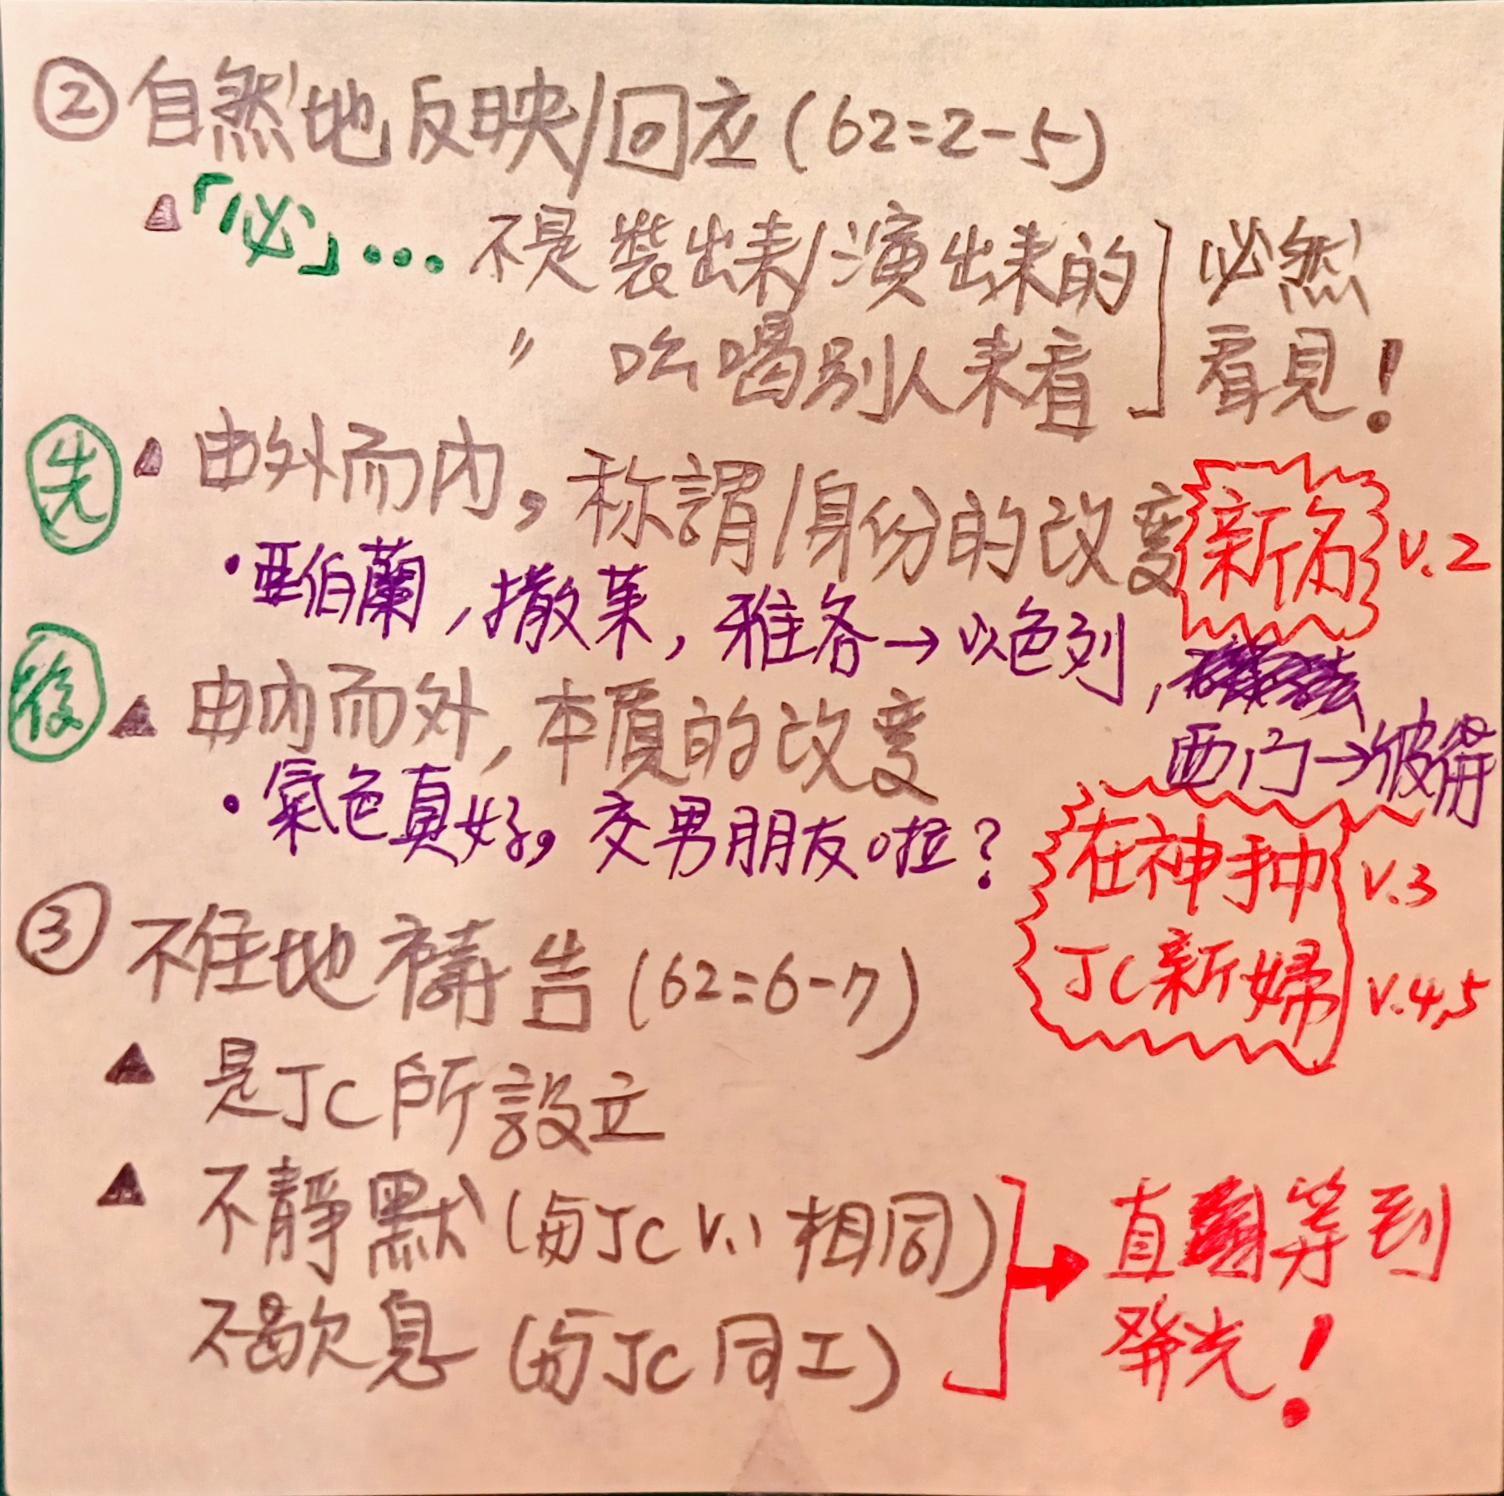 ② 自然地反映/回应(62=2-5)
▲「必」... 不是裝出来/演出来的 必然
〃 吆喝別人来看 看見!
先 ▲ 由外而內,称謂/身份的改变 新名 v.2
• 亞伯蘭,撒萊,雅各→以色列,
西门→彼得
後 ▲ 由內而外,本質的改变
• 氣色真好,交男朋友啦?
在神手中 v.3
JC新婦 v.4,5
③ 不住地禱告(62=6-7)
▲ 是JC所設立
▲ 不靜默(与JC v.1 相同)
不歇息(与JC同工)
直等到
發光!